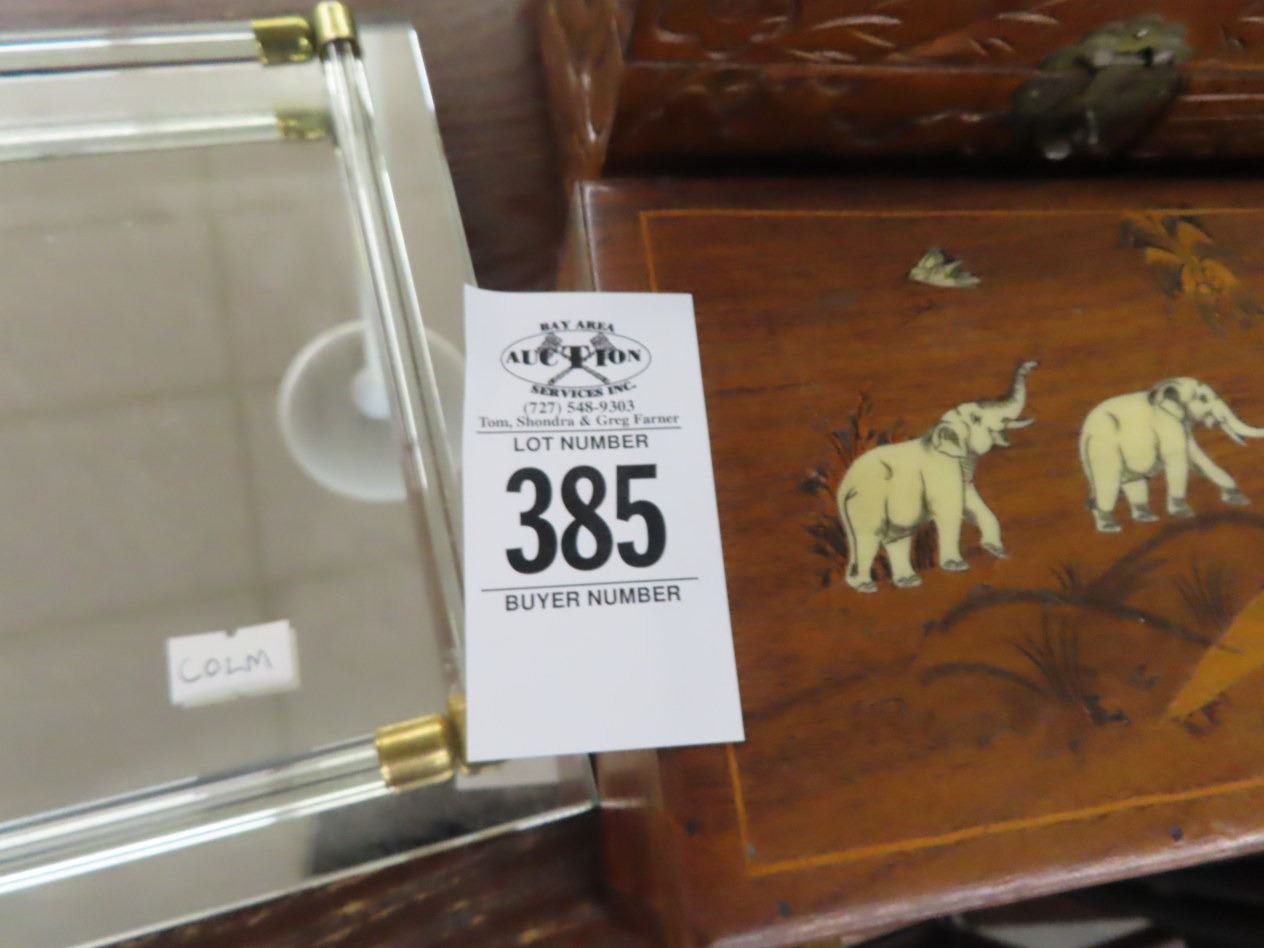 BAY AREA
AUCTION
SERVICES INC.
(727) 548-9303
Tom, Shondra & Greg Farner
LOT NUMBER
385
BUYER NUMBER
COLM